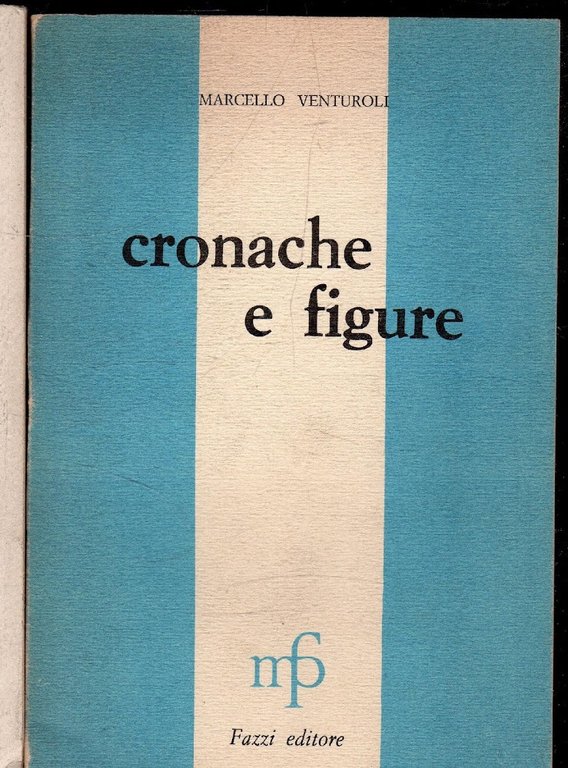 MARCELLO VENTUROLI
cronache
e figure
mf
Fazzi editore